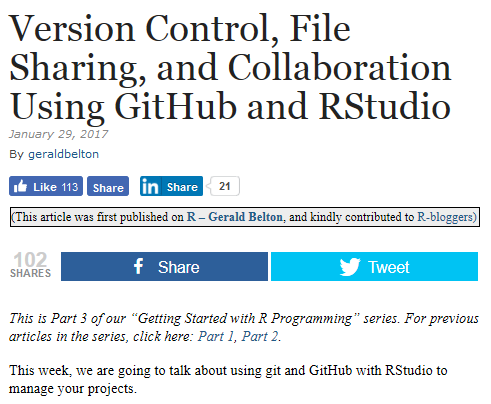 Version Control, File
Sharing, and Collaboration
Using GitHub and RStudio
January 29, 2017
By geraldbelton
Like 113 Share in Share 21
(This article was first published on R – Gerald Belton, and kindly contributed to R-bloggers)
102
SHARES
f Share
Tweet
This is Part 3 of our “Getting Started with R Programming” series. For previous
articles in the series, click here: Part 1, Part 2.
This week, we are going to talk about using git and GitHub with RStudio to
manage your projects.